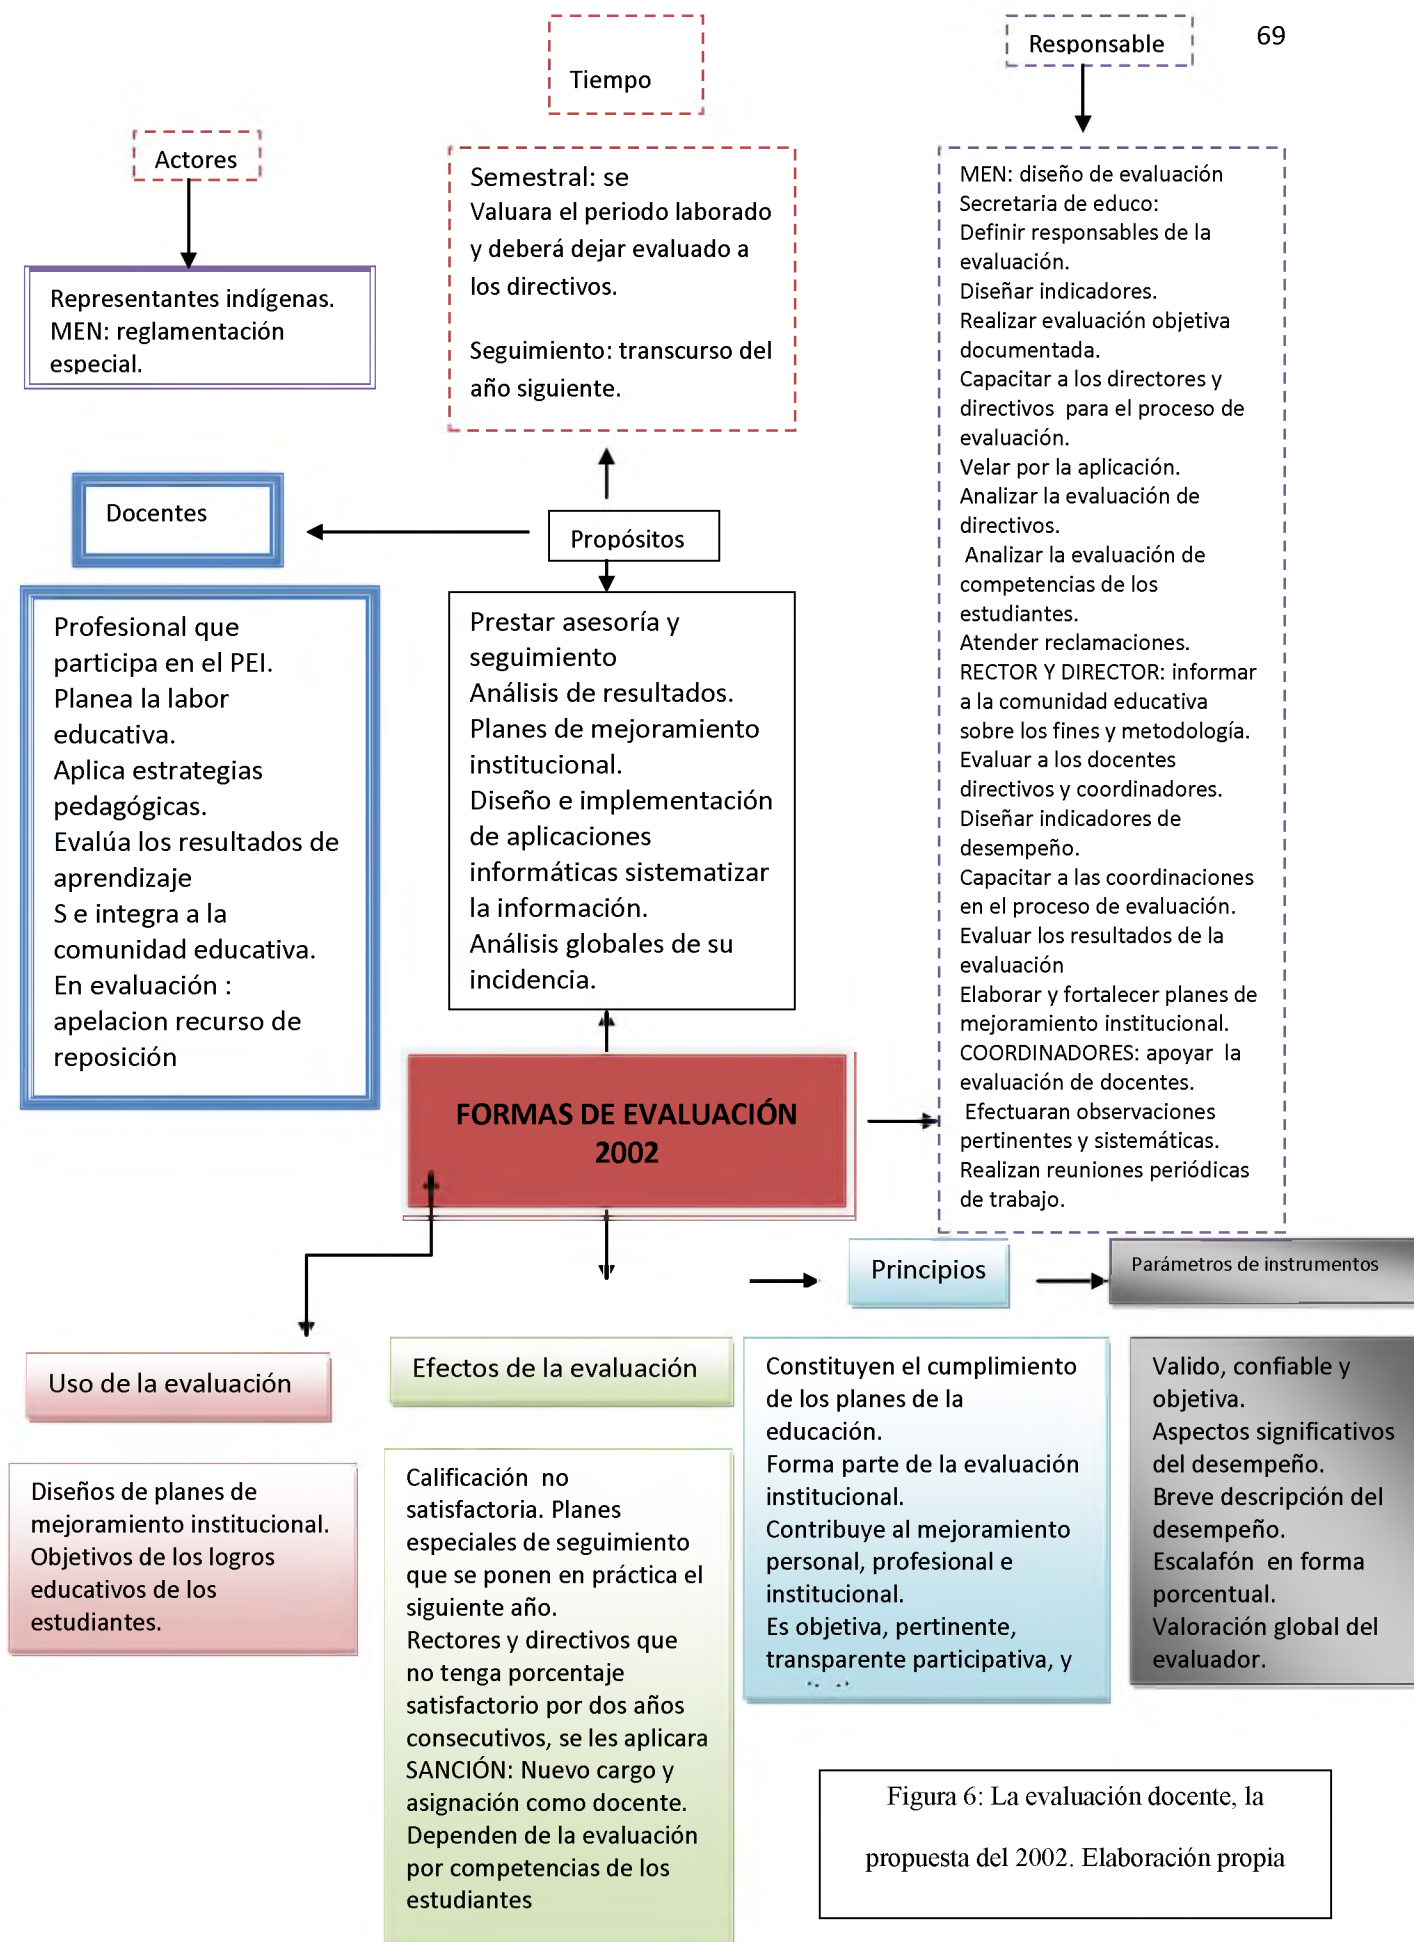 69
Responsable
Tiempo
Actores
Semestral: se
Valuara el periodo laborado
y deberá dejar evaluado a
los directivos.
Seguimiento: transcurso del
año siguiente.
MEN: diseño de evaluación
Secretaria de educo:
Definir responsables de la
evaluación.
Diseñar indicadores.
Realizar evaluación objetiva
documentada.
Capacitar a los directores y
directivos para el proceso de
evaluación.
Velar por la aplicación.
Analizar la evaluación de
directivos.
Analizar la evaluación de
competencias de los
estudiantes.
Atender reclamaciones.
RECTOR Y DIRECTOR: informar
a la comunidad educativa
sobre los fines y metodología.
Evaluar a los docentes
directivos y coordinadores.
Diseñar indicadores de
desempeño.
Capacitar a las coordinaciones
en el proceso de evaluación.
Evaluar los resultados de la
evaluación
Elaborar y fortalecer planes de
mejoramiento institucional.
COORDINADORES: apoyar la
evaluación de docentes.
Efectuaran observaciones
pertinentes y sistemáticas.
Realizan reuniones periódicas
de trabajo.
Representantes indígenas.
MEN: reglamentación
especial.
Docentes
Propósitos
Profesional que
participa en el PEI.
Planea la labor
educativa.
Aplica estrategias
pedagógicas.
Evalúa los resultados de
aprendizaje
S e integra a la
comunidad educativa.
En evaluación :
apelacion recurso de
reposición
Prestar asesoría y
seguimiento
Análisis de resultados.
Planes de mejoramiento
institucional.
Diseño e implementación
de aplicaciones
informáticas sistematizar
la información.
Análisis globales de su
incidencia.
FORMAS DE EVALUACIÓN
2002
Principios
Parámetros de instrumentos
Uso de la evaluación
Efectos de la evaluación
Diseños de planes de
mejoramiento institucional.
Objetivos de los logros
educativos de los
estudiantes.
Calificación no
satisfactoria. Planes
especiales de seguimiento
que se ponen en práctica el
siguiente año.
Rectores y directivos que
no tenga porcentaje
satisfactorio por dos años
consecutivos, se les aplicara
SANCIÓN: Nuevo cargo y
asignación como docente.
Dependen de la evaluación
por competencias de los
estudiantes
Constituyen el cumplimiento
de los planes de la
educación.
Forma parte de la evaluación
institucional.
Contribuye al mejoramiento
personal, profesional e
institucional.
Es objetiva, pertinente,
transparente participativa, y
Valido, confiable y
objetiva.
Aspectos significativos
del desempeño.
Breve descripción del
desempeño.
Escalafón en forma
porcentual.
Valoración global del
evaluador.
Figura 6: La evaluación docente, la
propuesta del 2002. Elaboración propia